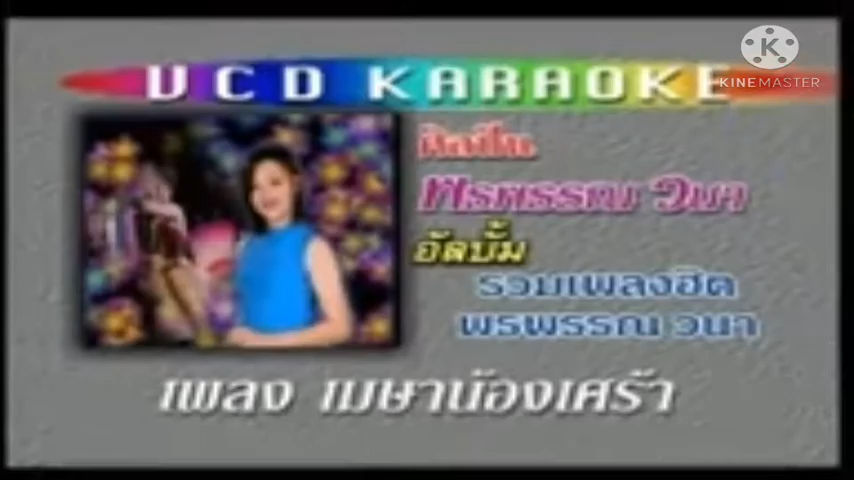 VCD KARAOKE
KINEMASTER
ศิลปิน
พรพรรณ วนา
อัลบั้ม
รวมเพลงฮิต
พรพรรณ วนา
เพลง เมษาน้องเศร้า